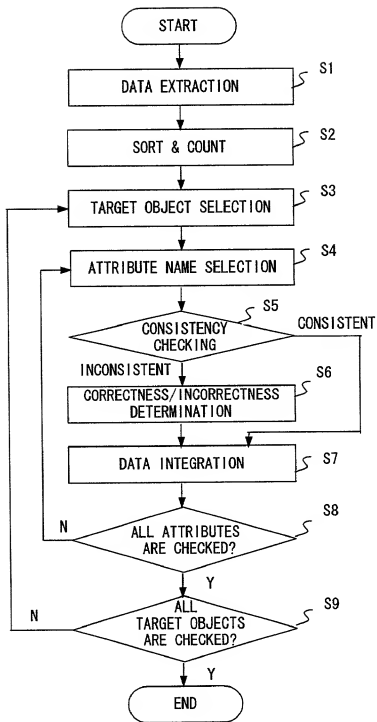 START
S1
DATA EXTRACTION
S2
SORT & COUNT
S3
TARGET OBJECT SELECTION
S4
ATTRIBUTE NAME SELECTION
S5
CONSISTENCY
CHECKING
CONSISTENT
INCONSISTENT
S6
CORRECTNESS/INCORRECTNESS
DETERMINATION
S7
DATA INTEGRATION
S8
N
ALL ATTRIBUTES
ARE CHECKED?
Y
S9
N
ALL
TARGET OBJECTS
ARE CHECKED?
Y
END